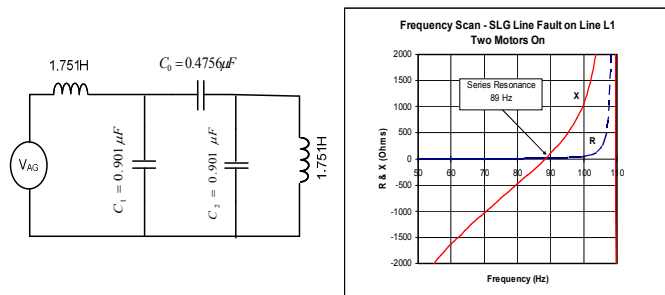 C₀ = 0.4756μF
1.751H
V_AG
C₁ = 0.901 μF
C₂ = 0.901 μF
1.751H
Frequency Scan - SLG Line Fault on Line L1
Two Motors On
2000
1500
1000
500
0
-500
-1000
-1500
-2000
R & X (Ohms)
Series Resonance
89 Hz
X
R
50 60 70 80 90 100 110
Frequency (Hz)